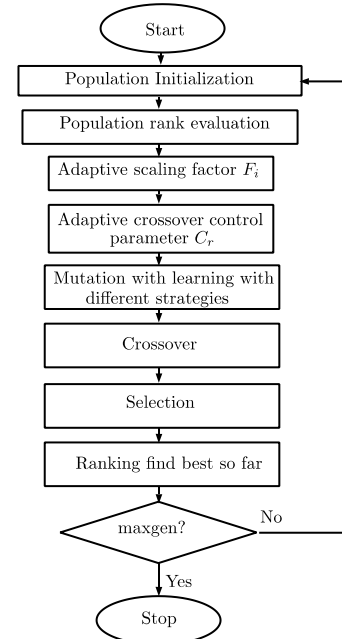 Start
Population Initialization
Population rank evaluation
Adaptive scaling factor F_i
Adaptive crossover control
parameter C_r
Mutation with learning with
different strategies
Crossover
Selection
Ranking find best so far
maxgen?
No
Yes
Stop